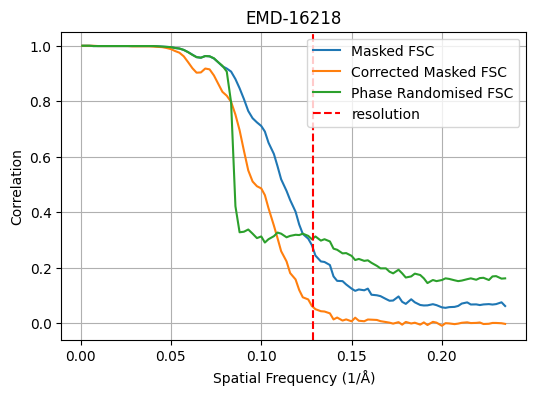 EMD-16218
1.0
0.8
0.6
0.4
0.2
0.0
Correlation
Masked FSC
Corrected Masked FSC
Phase Randomised FSC
resolution
0.00
0.05
0.10
0.15
0.20
Spatial Frequency (1/Å)